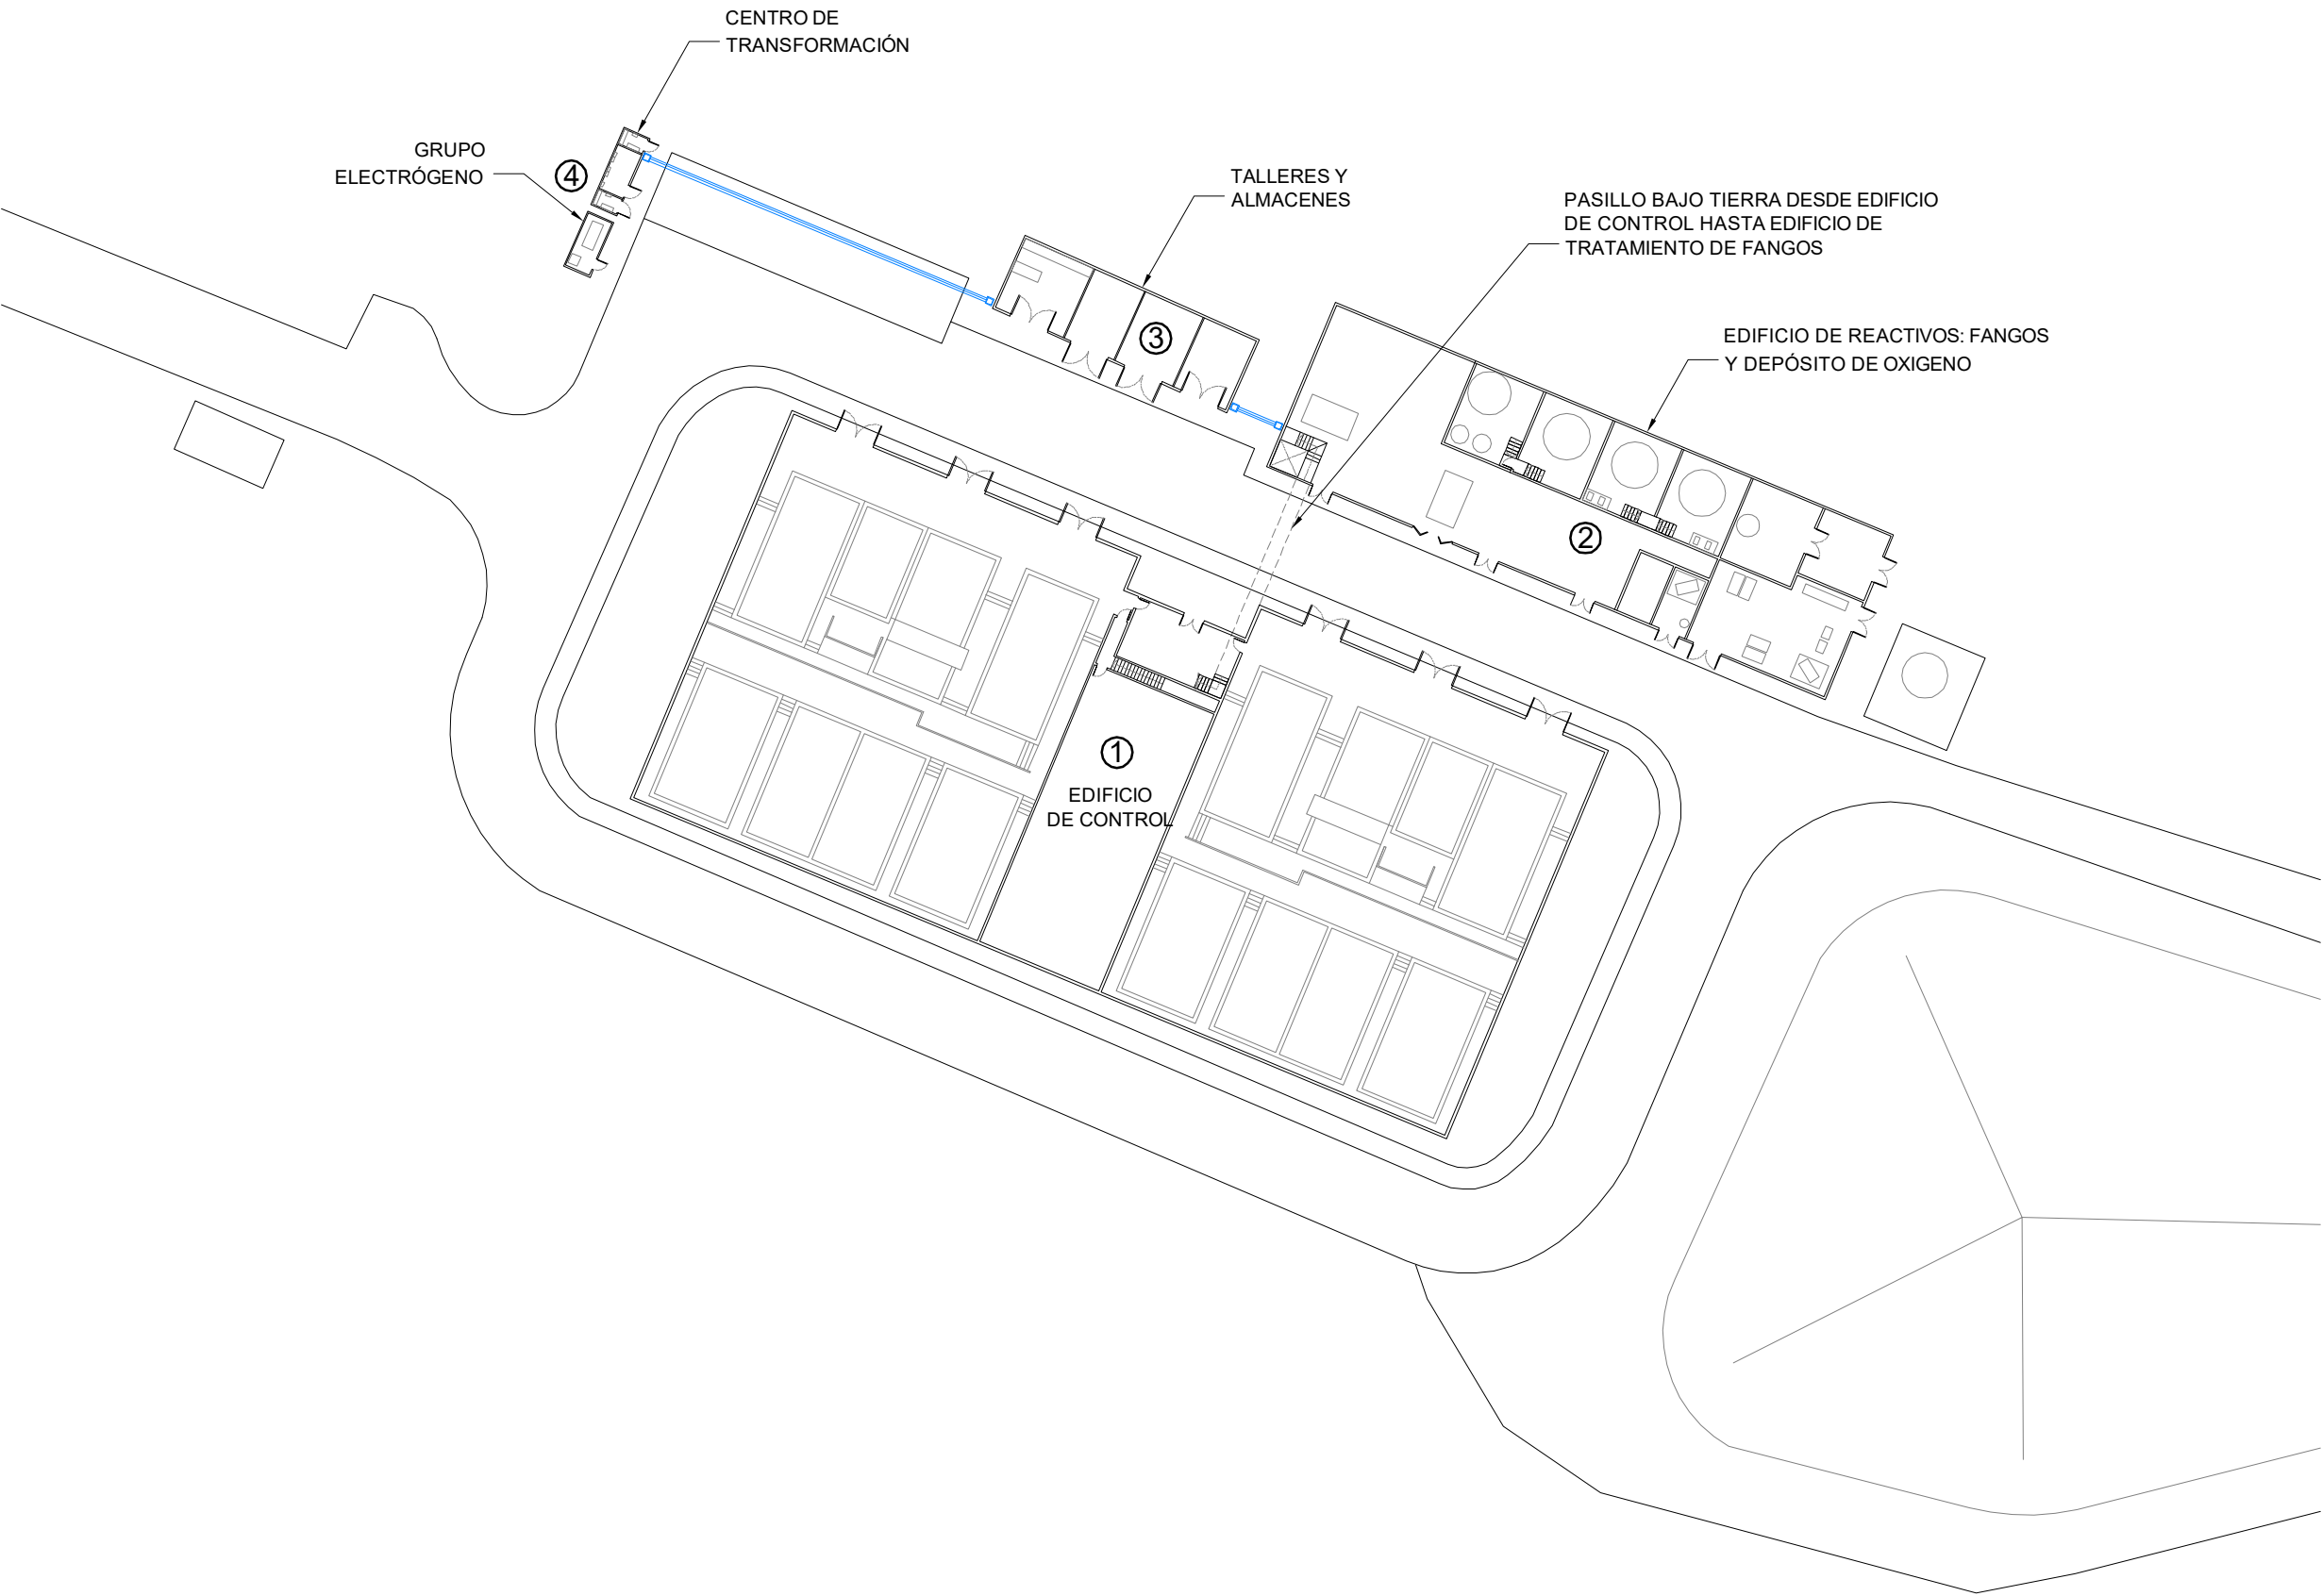 CENTRO DE
TRANSFORMACIÓN
GRUPO
ELECTRÓGENO
4
TALLERES Y
ALMACENES
3
PASILLO BAJO TIERRA DESDE EDIFICIO
DE CONTROL HASTA EDIFICIO DE
TRATAMIENTO DE FANGOS
EDIFICIO DE REACTIVOS: FANGOS
Y DEPÓSITO DE OXIGENO
2
1
EDIFICIO
DE CONTROL